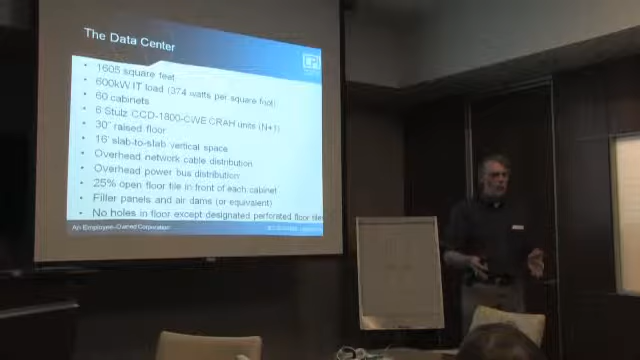 The Data Center
CPI
• 1605 square feet
• 600kW IT load (374 watts per square foot)
• 60 cabinets
• 6 Stulz CCD-1800-CWE CRAH units (N+1)
• 30" raised floor
• 16' slab-to-slab vertical space
• Overhead network cable distribution
• Overhead power bus distribution
• 25% open floor tile in front of each cabinet
• Filler panels and air dams (or equivalent)
• No holes in floor except designated perforated floor tiles
An Employee-Owned Corporation